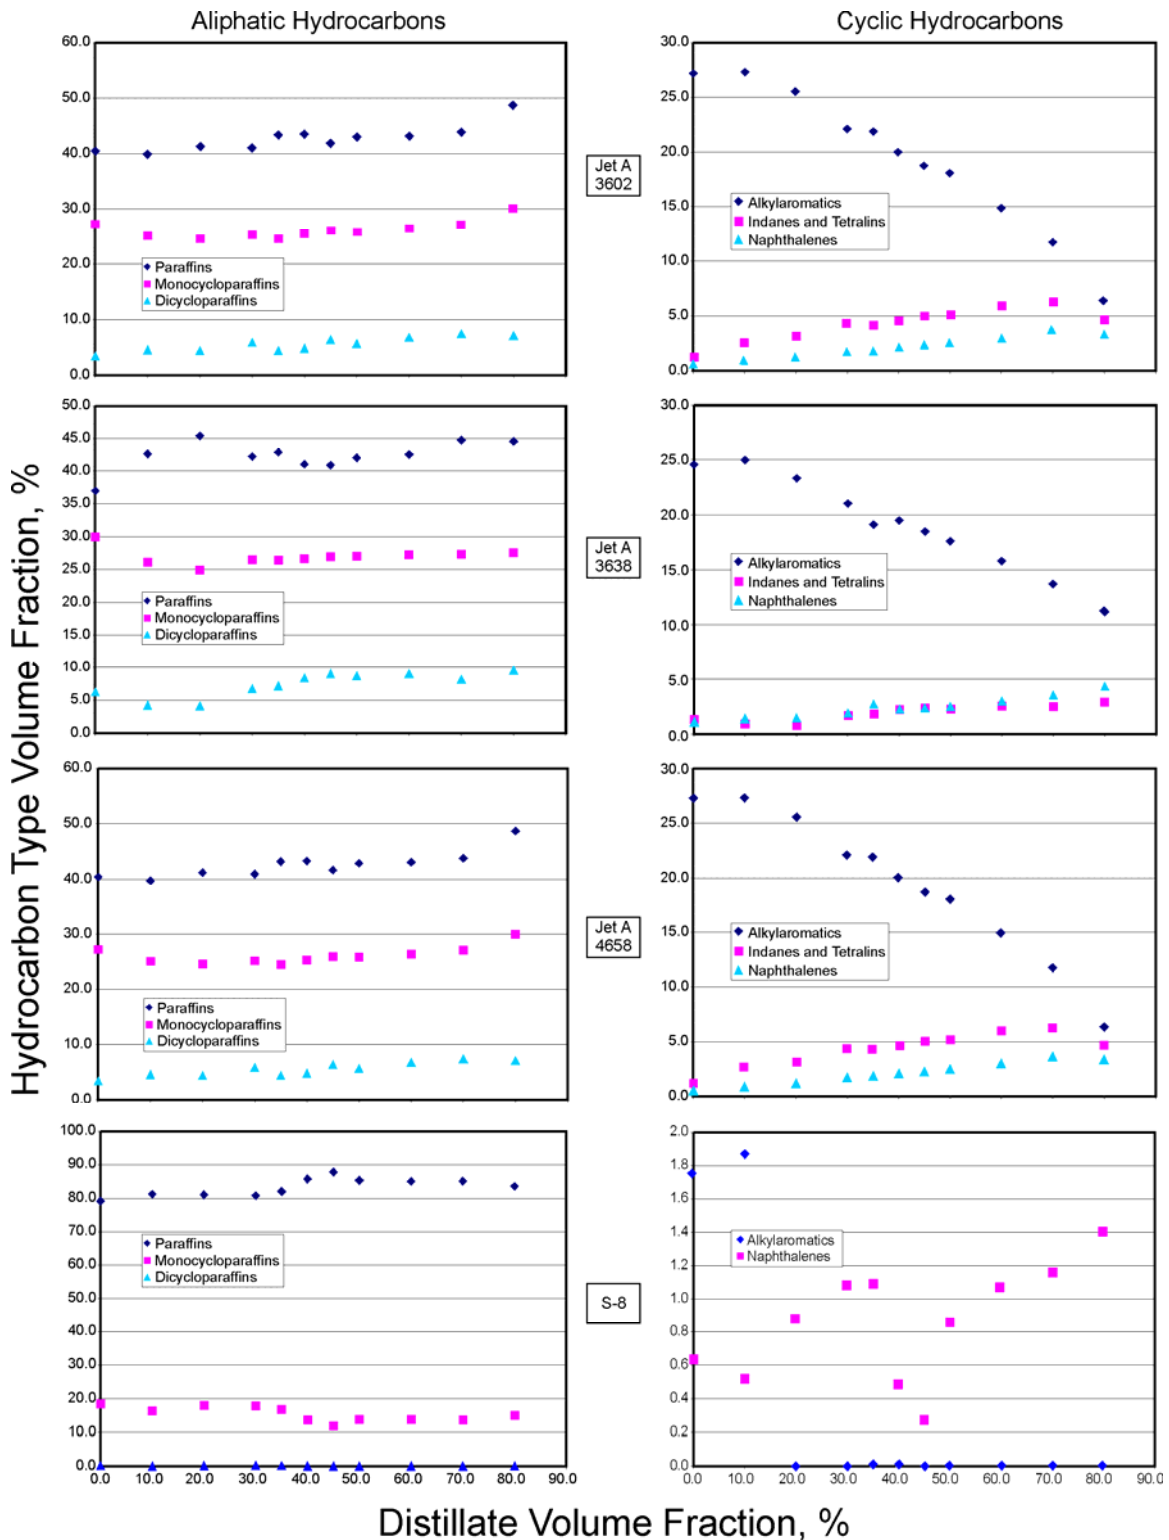 Aliphatic Hydrocarbons
Cyclic Hydrocarbons
Hydrocarbon Type Volume Fraction, %
60.0
50.0
40.0
30.0
20.0
10.0
0.0
Paraffins
Monocycloparaffins
Dicycloparaffins
Jet A
3602
30.0
25.0
20.0
15.0
10.0
5.0
0.0
Alkylaromatics
Indanes and Tetralins
Naphthalenes
50.0
45.0
40.0
35.0
30.0
25.0
20.0
15.0
10.0
5.0
0.0
Paraffins
Monocycloparaffins
Dicycloparaffins
Jet A
3638
30.0
25.0
20.0
15.0
10.0
5.0
0.0
Alkylaromatics
Indanes and Tetralins
Naphthalenes
60.0
50.0
40.0
30.0
20.0
10.0
0.0
Paraffins
Monocycloparaffins
Dicycloparaffins
Jet A
4658
30.0
25.0
20.0
15.0
10.0
5.0
0.0
Alkylaromatics
Indanes and Tetralins
Naphthalenes
100.0
90.0
80.0
70.0
60.0
50.0
40.0
30.0
20.0
10.0
0.0
Paraffins
Monocycloparaffins
Dicycloparaffins
0.0 10.0 20.0 30.0 40.0 50.0 60.0 70.0 80.0 90.0
S-8
2.0
1.8
1.6
1.4
1.2
1.0
0.8
0.6
0.4
0.2
0.0
Alkylaromatics
Naphthalenes
0.0 10.0 20.0 30.0 40.0 50.0 60.0 70.0 80.0 90.0
Distillate Volume Fraction, %